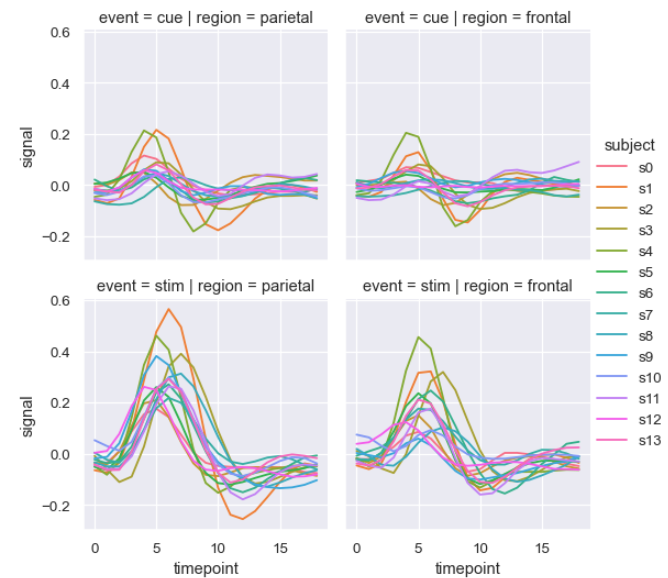 event = cue | region = parietal
event = cue | region = frontal
0.6
0.4
0.2
0.0
−0.2
signal
event = stim | region = parietal
event = stim | region = frontal
0.6
0.4
0.2
0.0
−0.2
signal
0 5 10 15
timepoint
0 5 10 15
timepoint
subject
s0
s1
s2
s3
s4
s5
s6
s7
s8
s9
s10
s11
s12
s13